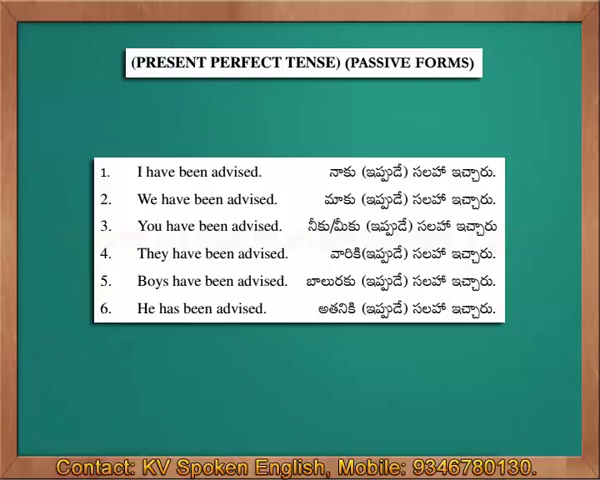 (PRESENT PERFECT TENSE) (PASSIVE FORMS)
1. I have been advised. నాకు (ఇప్పుడే) సలహా ఇచ్చారు.
2. We have been advised. మాకు (ఇప్పుడే) సలహా ఇచ్చారు.
3. You have been advised. నీకు/మీకు (ఇప్పుడే) సలహా ఇచ్చారు
4. They have been advised. వారికి(ఇప్పుడే) సలహా ఇచ్చారు.
5. Boys have been advised. బాలురకు (ఇప్పుడే) సలహా ఇచ్చారు.
6. He has been advised. అతనికి (ఇప్పుడే) సలహా ఇచ్చారు.
Contact: KV Spoken English, Mobile: 9346780130.